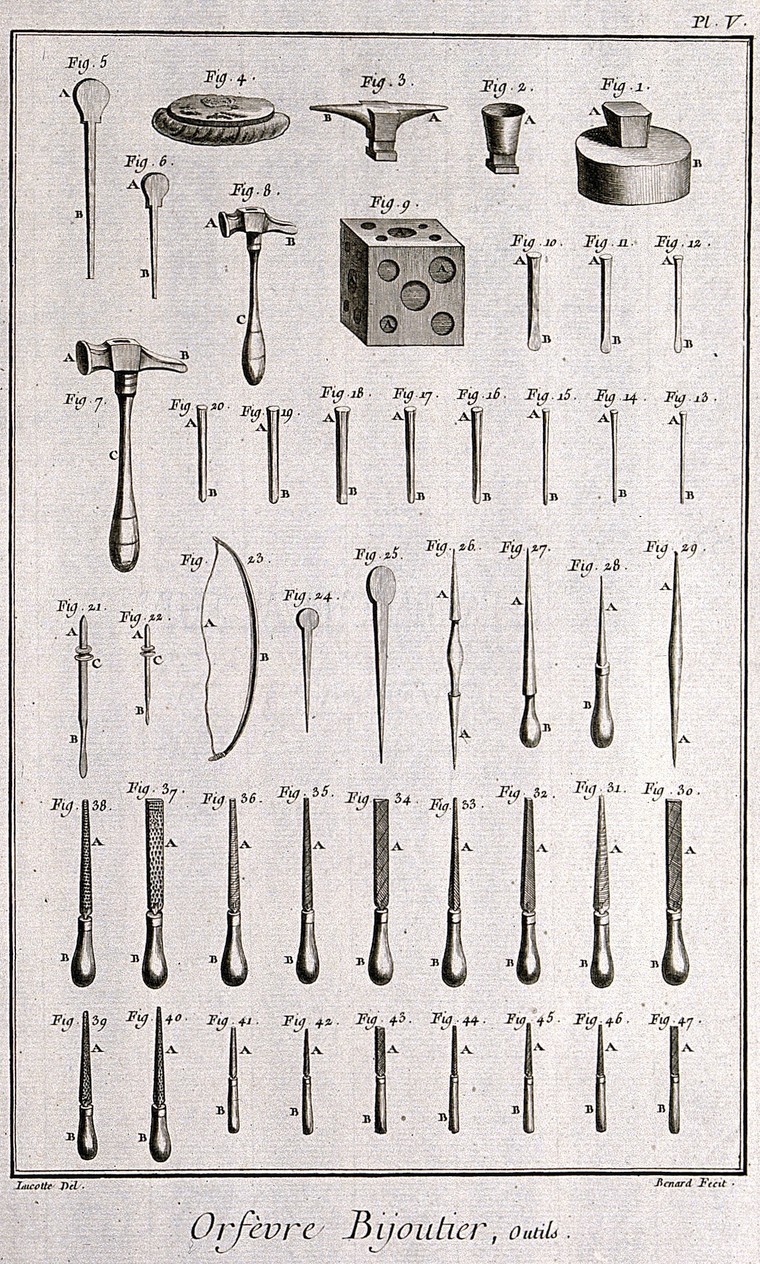 Pl. V.
Fig. 5 Fig. 4. Fig. 3. Fig. 2. Fig. 1.
A B A A A
B
Fig. 6.
A
B
B
Fig. 8.
A B
C
Fig. 9.
A
A
Fig. 10. Fig. 11. Fig. 12.
A A A
B B B
A B
Fig. 7.
C
Fig. 20. Fig. 19. Fig. 18. Fig. 17. Fig. 16. Fig. 15. Fig. 14. Fig. 13.
A A A A A A A A
B B B B B B B B
Fig. 21. Fig. 22. Fig. 23. Fig. 24. Fig. 25. Fig. 26. Fig. 27. Fig. 28. Fig. 29.
A A A A A A
C C B
B B A B B A
Fig. 38. Fig. 37. Fig. 36. Fig. 35. Fig. 34. Fig. 33. Fig. 32. Fig. 31. Fig. 30.
A A A A A A A A A
B B B B B B B B B
Fig. 39 Fig. 40. Fig. 41. Fig. 42. Fig. 43. Fig. 44. Fig. 45. Fig. 46. Fig. 47.
A A A A A A A A A
B B B B B B B B B
Lucotte Del. Benard Fecit.
Orfèvre Bijoutier, Outils.